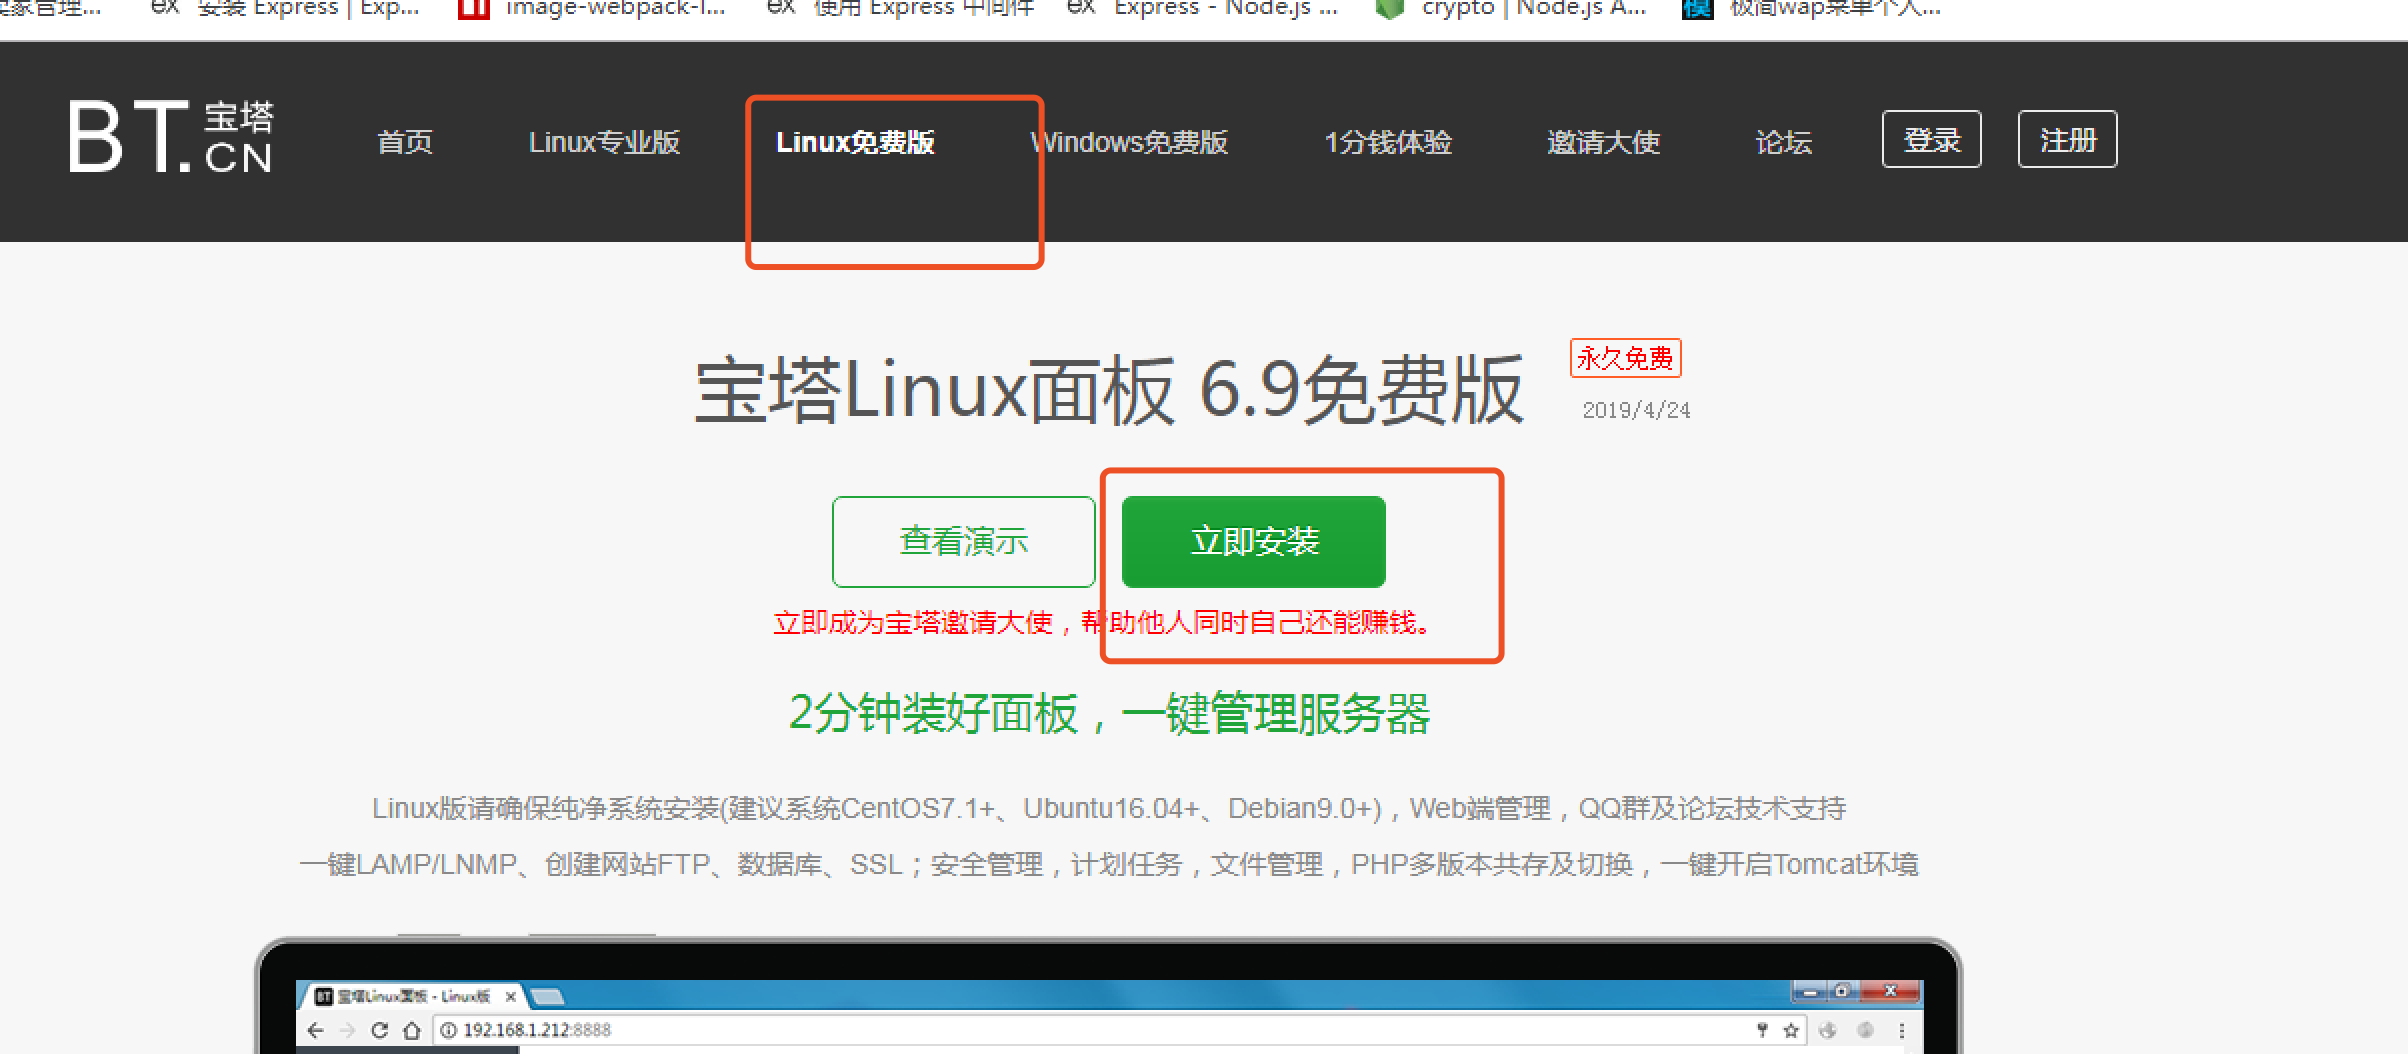 卖家管理...
ex 安装 Express | Exp...
image-webpack-l...
ex 使用 Express 中间件
ex Express - Node.js ...
crypto | Node.js A...
模 极简wap菜单个人...
BT.宝塔CN
首页
Linux专业版
Linux免费版
Windows免费版
1分钱体验
邀请大使
论坛
登录
注册
宝塔Linux面板 6.9免费版
永久免费
2019/4/24
查看演示
立即安装
立即成为宝塔邀请大使，帮助他人同时自己还能赚钱。
2分钟装好面板，一键管理服务器
Linux版请确保纯净系统安装(建议系统CentOS7.1+、Ubuntu16.04+、Debian9.0+)，Web端管理，QQ群及论坛技术支持
一键LAMP/LNMP、创建网站FTP、数据库、SSL；安全管理，计划任务，文件管理，PHP多版本共存及切换，一键开启Tomcat环境
BT 宝塔Linux面板 - Linux版
192.168.1.212:8888